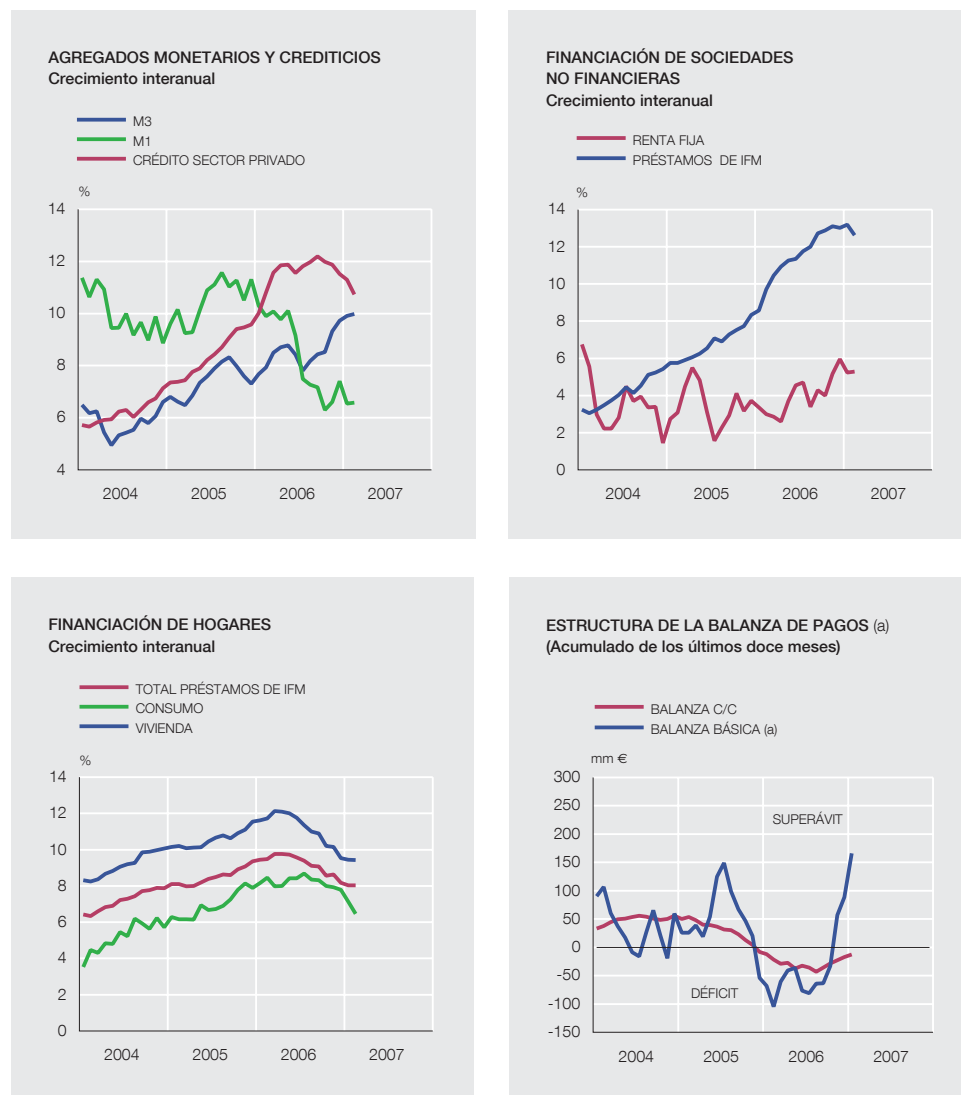 AGREGADOS MONETARIOS Y CREDITICIOS
Crecimiento interanual
M3
M1
CRÉDITO SECTOR PRIVADO
%
14
12
10
8
6
4
2004 2005 2006 2007
FINANCIACIÓN DE SOCIEDADES
NO FINANCIERAS
Crecimiento interanual
RENTA FIJA
PRÉSTAMOS DE IFM
%
14
12
10
8
6
4
2
0
2004 2005 2006 2007
FINANCIACIÓN DE HOGARES
Crecimiento interanual
TOTAL PRÉSTAMOS DE IFM
CONSUMO
VIVIENDA
%
14
12
10
8
6
4
2
0
2004 2005 2006 2007
ESTRUCTURA DE LA BALANZA DE PAGOS (a)
(Acumulado de los últimos doce meses)
BALANZA C/C
BALANZA BÁSICA (a)
mm €
300
250
200
150
100
50
0
-50
-100
-150
SUPERÁVIT
DÉFICIT
2004 2005 2006 2007